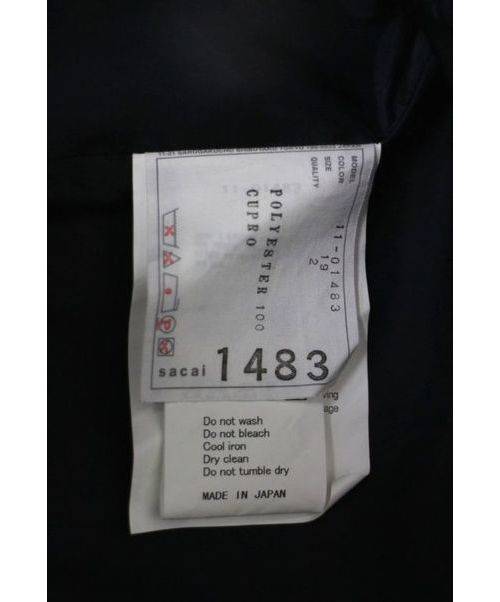 MODEL 11-01483
COLOR 19
SIZE 2
QUALITY
POLYESTER 100
CUPRO
sacai 1483
Do not wash
Do not bleach
Cool iron
Dry clean
Do not tumble dry
MADE IN JAPAN